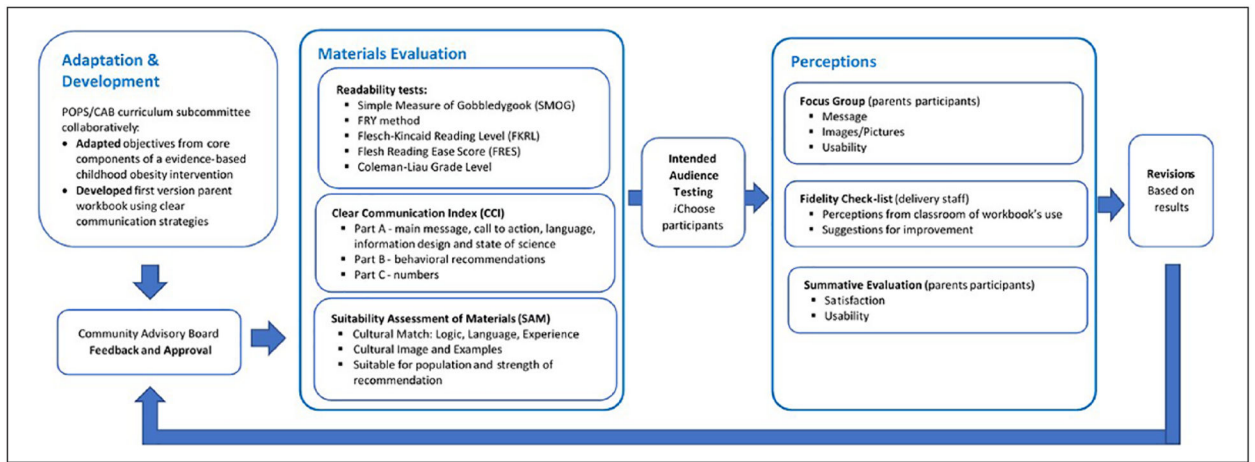 Adaptation &
Development
POPS/CAB curriculum subcommittee
collaboratively:
▪ Adapted objectives from core
components of a evidence-based
childhood obesity intervention
▪ Developed first version parent
workbook using clear
communication strategies
Community Advisory Board
Feedback and Approval
Materials Evaluation
Readability tests:
▪ Simple Measure of Gobbledygook (SMOG)
▪ FRY method
▪ Flesch-Kincaid Reading Level (FKRL)
▪ Flesh Reading Ease Score (FRES)
▪ Coleman-Liau Grade Level
Clear Communication Index (CCI)
▪ Part A - main message, call to action, language,
information design and state of science
▪ Part B - behavioral recommendations
▪ Part C - numbers
Suitability Assessment of Materials (SAM)
▪ Cultural Match: Logic, Language, Experience
▪ Cultural Image and Examples
▪ Suitable for population and strength of
recommendation
Intended
Audience
Testing
iChoose
participants
Perceptions
Focus Group (parents participants)
▪ Message
▪ Images/Pictures
▪ Usability
Fidelity Check-list (delivery staff)
▪ Perceptions from classroom of workbook's use
▪ Suggestions for improvement
Summative Evaluation (parents participants)
▪ Satisfaction
▪ Usability
Revisions
Based on
results